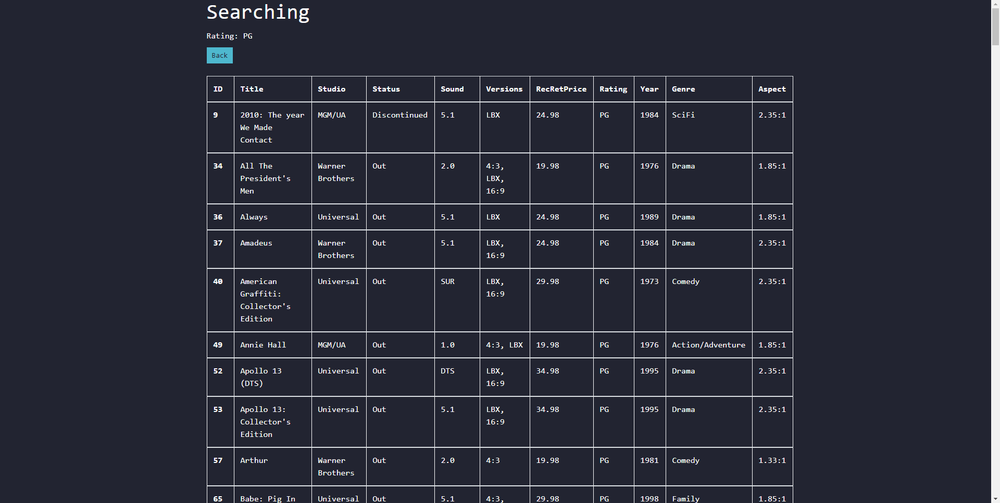 Searching
Rating: PG
Back
ID Title Studio Status Sound Versions RecRetPrice Rating Year Genre Aspect
9 2010: The year MGM/UA Discontinued 5.1 LBX 24.98 PG 1984 SciFi 2.35:1
We Made
Contact
34 All The Warner Out 2.0 4:3, 19.98 PG 1976 Drama 1.85:1
President's Brothers LBX,
Men 16:9
36 Always Universal Out 5.1 LBX 24.98 PG 1989 Drama 1.85:1
37 Amadeus Warner Out 5.1 LBX, 24.98 PG 1984 Drama 2.35:1
Brothers 16:9
40 American Universal Out SUR LBX, 29.98 PG 1973 Comedy 2.35:1
Graffiti: 16:9
Collector's
Edition
49 Annie Hall MGM/UA Out 1.0 4:3, LBX 19.98 PG 1976 Action/Adventure 1.85:1
52 Apollo 13 Universal Out DTS LBX, 34.98 PG 1995 Drama 2.35:1
(DTS) 16:9
53 Apollo 13: Universal Out 5.1 LBX, 34.98 PG 1995 Drama 2.35:1
Collector's 16:9
Edition
57 Arthur Warner Out 2.0 4:3 19.98 PG 1981 Comedy 1.33:1
Brothers
65 Babe: Pig In Universal Out 5.1 4:3, 29.98 PG 1998 Family 1.85:1